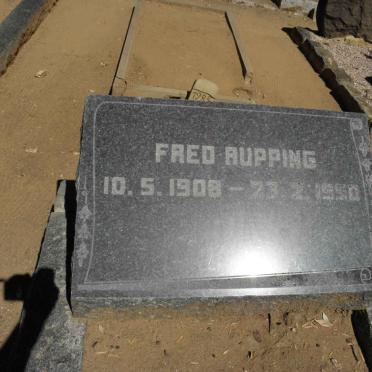 FRED RUPPING
10. 5. 1908 – 23. 2. 1950